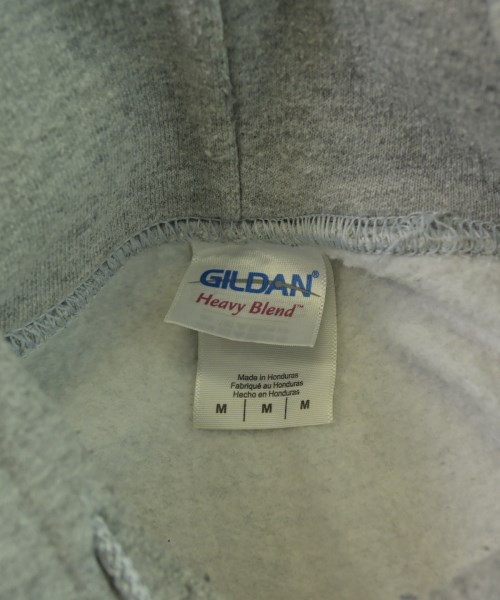 GILDAN®
Heavy Blend™
Made in Honduras
Fabriqué au Honduras
Hecho en Honduras
M | M | M